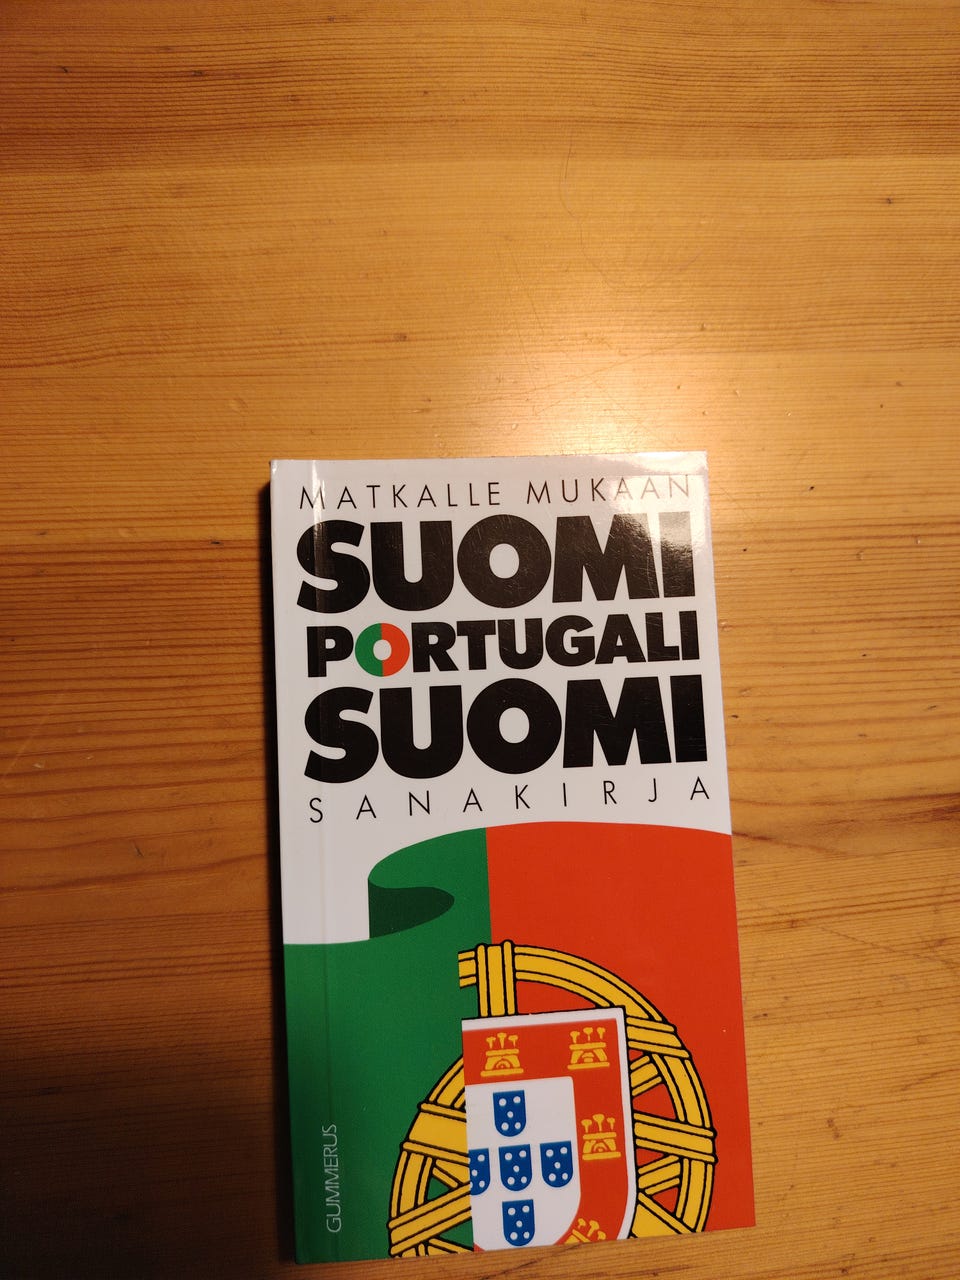 MATKALLE MUKAAN
SUOMI
PORTUGALI
SUOMI
SANAKIRJA
GUMMERUS